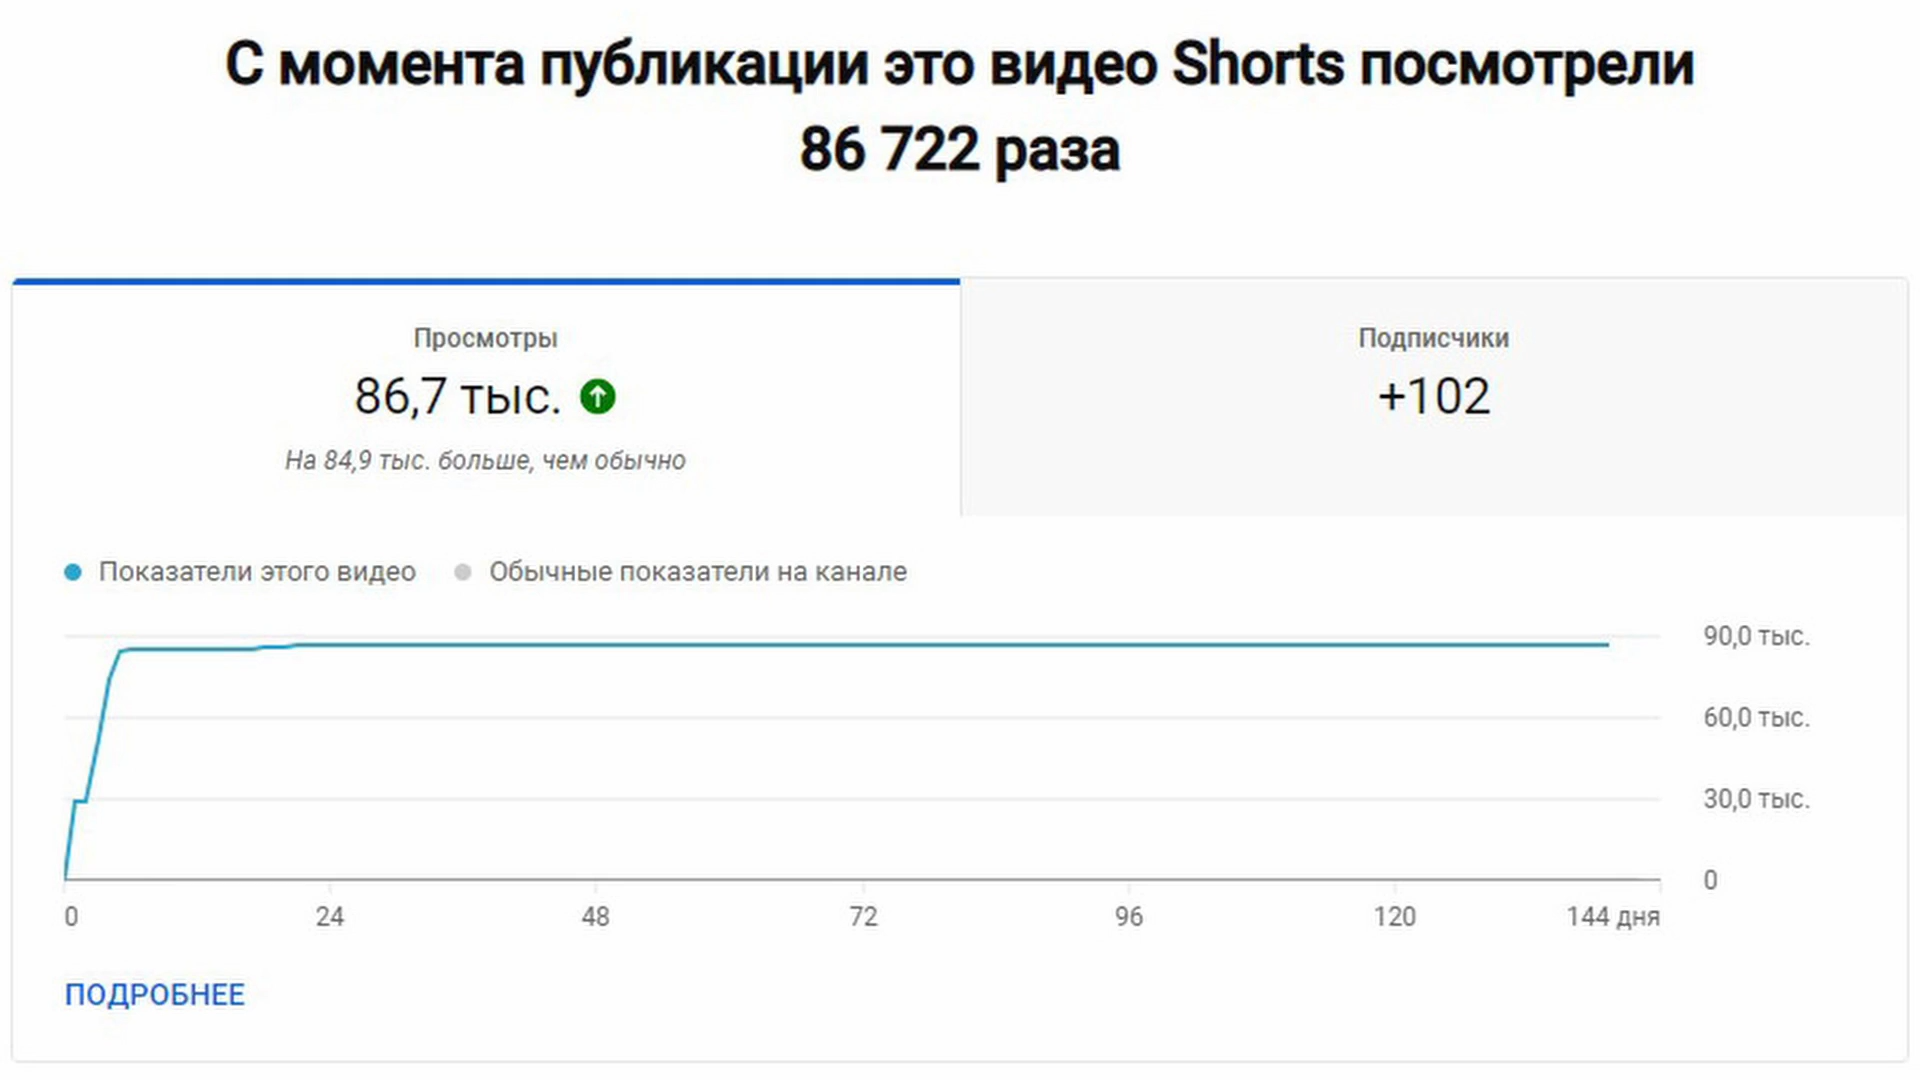 С момента публикации это видео Shorts посмотрели
86 722 раза
Просмотры
86,7 тыс.
На 84,9 тыс. больше, чем обычно
Подписчики
+102
Показатели этого видео Обычные показатели на канале
90,0 тыс.
60,0 тыс.
30,0 тыс.
0
0 24 48 72 96 120 144 дня
ПОДРОБНЕЕ